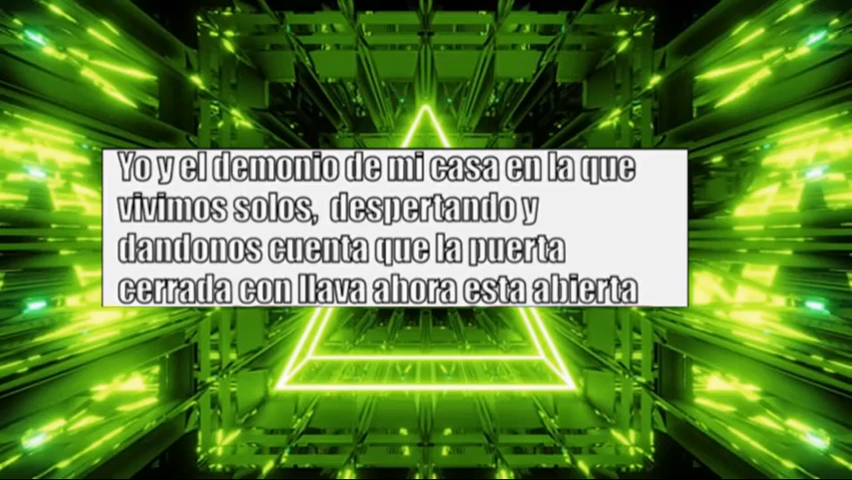 Yo y el demonio de mi casa en la que
vivimos solos, despertando y
dandonos cuenta que la puerta
cerrada con llava ahora esta abierta